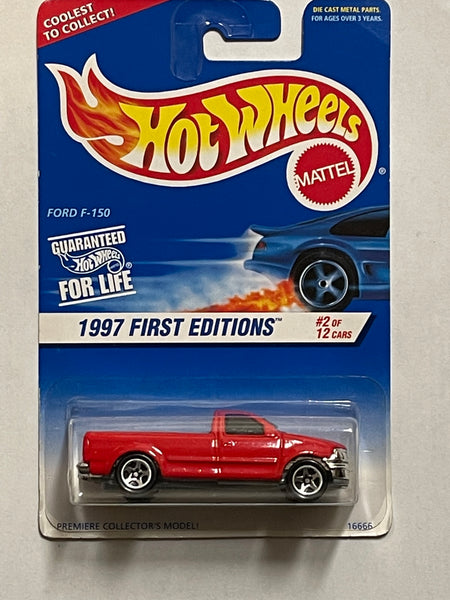 COOLEST
TO COLLECT!
DIE CAST METAL PARTS.
FOR AGES OVER 3 YEARS.
HOT WHEELS
MATTEL
®
FORD F-150
GUARANTEED
HOT WHEELS®
FOR LIFE
1997 FIRST EDITIONS™
#2 OF
12 CARS
PREMIERE COLLECTOR'S MODEL!
16666